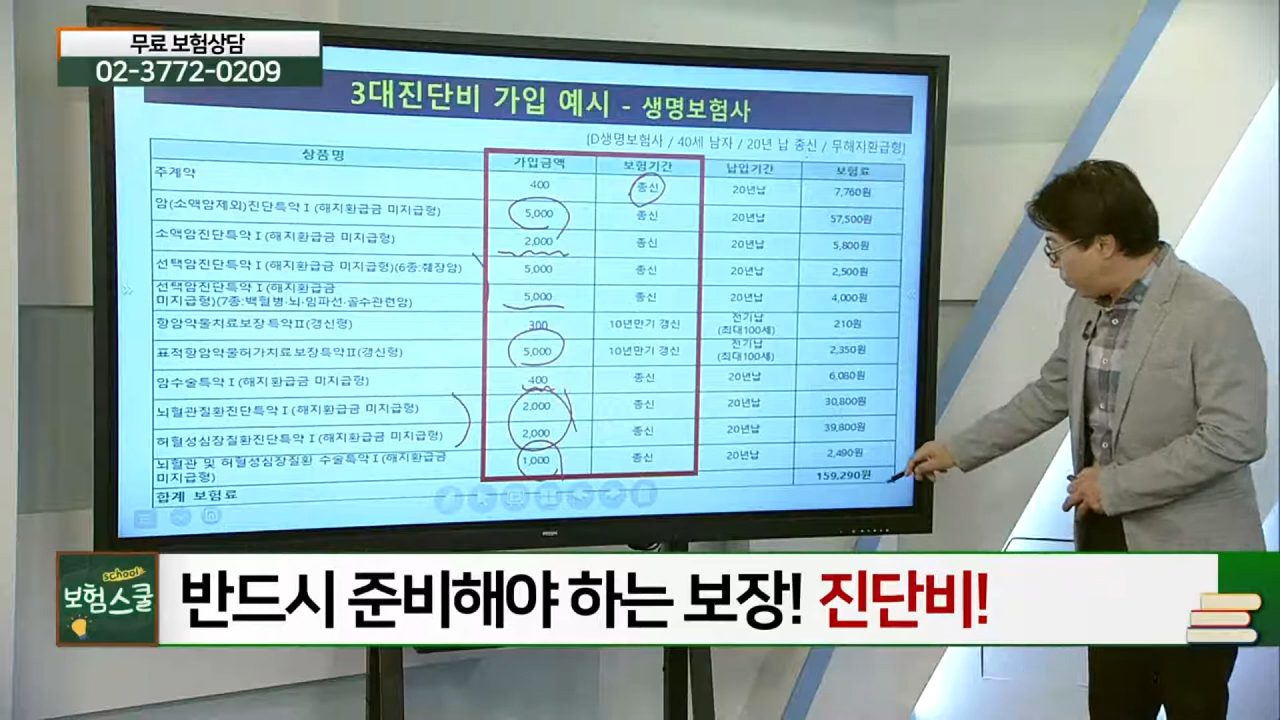 무료 보험상담
02-3772-0209
3대진단비 가입 예시 - 생명보험사
[D생명보험사 / 40세 남자 / 20년 납 종신 / 무해지환급형]
상품명 가입금액 보험기간 납입기간 보험료
주계약 400 종신 20년납 7,760원
암(소액암제외)진단특약Ⅰ(해지환급금 미지급형) 5,000 종신 20년납 57,500원
소액암진단특약Ⅰ(해지환급금 미지급형) 2,000 종신 20년납 5,800원
선택암진단특약Ⅰ(해지환급금 미지급형)(6종:췌장암) 5,000 종신 20년납 2,500원
선택암진단특약Ⅰ(해지환급금
미지급형)(7종:백혈병·뇌·임파선·골수관련암) 5,000 종신 20년납 4,000원
항암약물치료보장특약Ⅱ(갱신형) 300 10년만기 갱신 전기납 210원
(최대100세)
표적항암약물허가치료보장특약Ⅱ(갱신형) 5,000 10년만기 갱신 전기납 2,350원
(최대100세)
암수술특약Ⅰ(해지환급금 미지급형) 400 종신 20년납 6,080원
뇌혈관질환진단특약Ⅰ(해지환급금 미지급형) 2,000 종신 20년납 30,800원
허혈성심장질환진단특약Ⅰ(해지환급금 미지급형) 2,000 종신 20년납 39,800원
뇌혈관 및 허혈성심장질환 수술특약Ⅰ(해지환급금
미지급형) 1,000 종신 20년납 2,490원
합계 보험료 159,290원
school
보험스쿨
반드시 준비해야 하는 보장! 진단비!